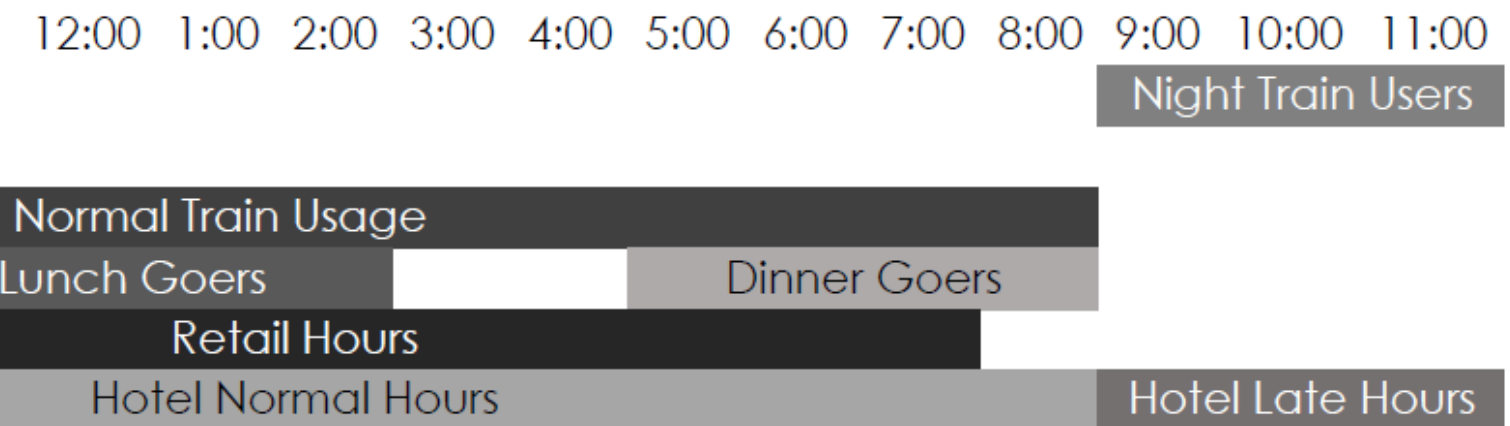 12:00 1:00 2:00 3:00 4:00 5:00 6:00 7:00 8:00 9:00 10:00 11:00
Night Train Users
Normal Train Usage
Lunch Goers Dinner Goers
Retail Hours
Hotel Normal Hours Hotel Late Hours